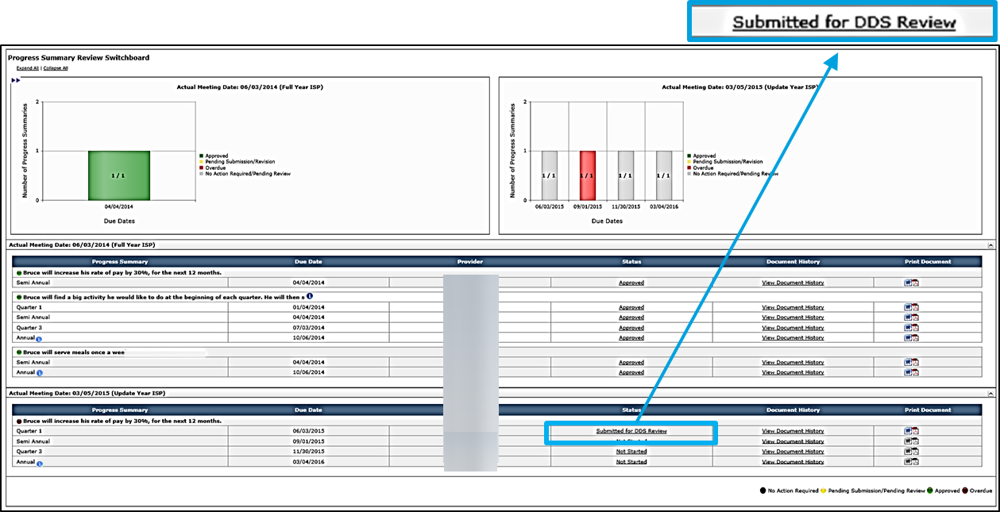 Submitted for DDS Review
Progress Summary Review Switchboard
Expand All | Collapse All
Actual Meeting Date: 06/03/2014 (Full Year ISP)
Number of Progress Summaries
2
1
0
1 / 1
04/04/2014
Due Dates
Approved
Pending Submission/Revision
Overdue
No Action Required/Pending Review
Actual Meeting Date: 03/05/2015 (Update Year ISP)
Number of Progress Summaries
2
1
0
1 / 1 1 / 1 1 / 1 1 / 1
06/03/2015 09/01/2015 11/30/2015 03/04/2016
Due Dates
Approved
Pending Submission/Revision
Overdue
No Action Required/Pending Review
Actual Meeting Date: 06/03/2014 (Full Year ISP)
Progress Summary Due Date Provider Status Document History Print Document
Bruce will increase his rate of pay by 30%, for the next 12 months.
Semi Annual 04/04/2014 Approved View Document History
Bruce will find a big activity he would like to do at the beginning of each quarter. He will then s
Quarter 1 01/04/2014 Approved View Document History
Semi Annual 04/04/2014 Approved View Document History
Quarter 3 07/03/2014 Approved View Document History
Annual 10/06/2014 Approved View Document History
Bruce will serve meals once a wee
Semi Annual 04/04/2014 Approved View Document History
Annual 10/06/2014 Approved View Document History
Actual Meeting Date: 03/05/2015 (Update Year ISP)
Progress Summary Due Date Status Document History Print Document
Bruce will increase his rate of pay by 30%, for the next 12 months.
Quarter 1 06/03/2015 Submitted for DDS Review View Document History
Semi Annual 09/01/2015 Not Started View Document History
Quarter 3 11/30/2015 Not Started View Document History
Annual 03/04/2016 Not Started View Document History
No Action Required Pending Submission/Pending Review Approved Overdue